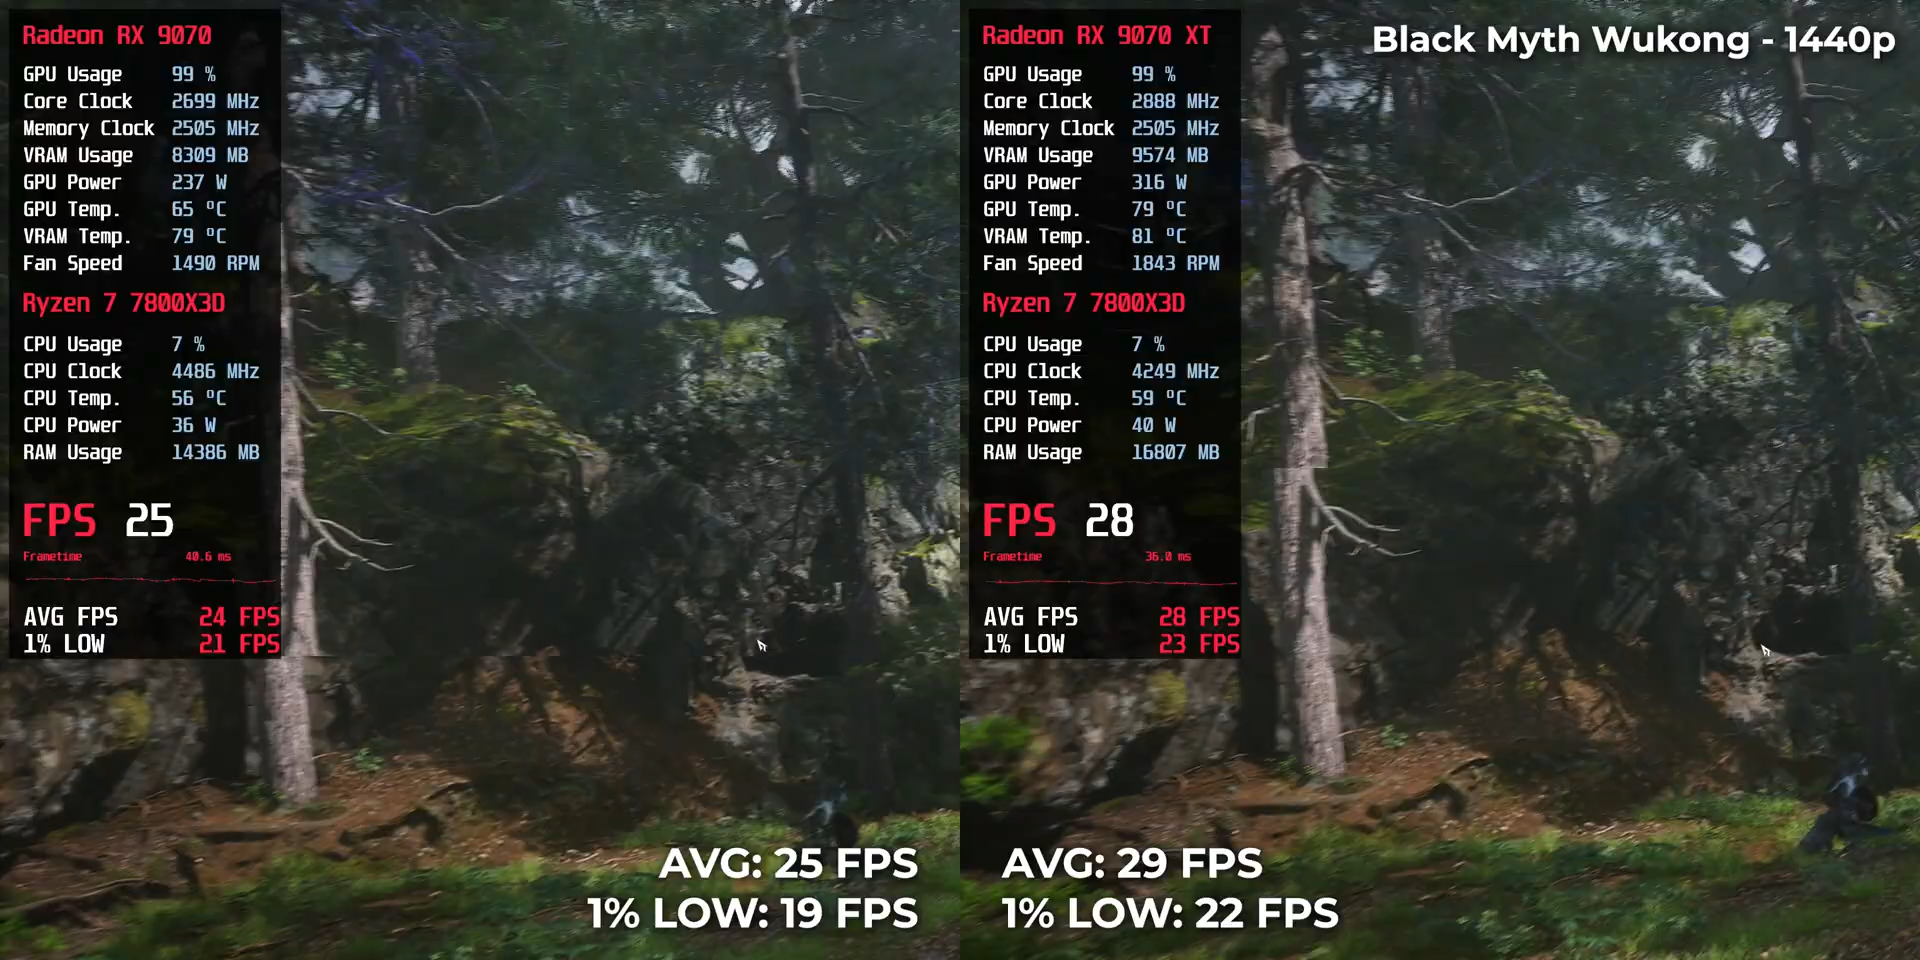 Radeon RX 9070
GPU Usage 99 %
Core Clock 2699 MHz
Memory Clock 2505 MHz
VRAM Usage 8309 MB
GPU Power 237 W
GPU Temp. 65 °C
VRAM Temp. 79 °C
Fan Speed 1490 RPM
Ryzen 7 7800X3D
CPU Usage 7 %
CPU Clock 4486 MHz
CPU Temp. 56 °C
CPU Power 36 W
RAM Usage 14386 MB
FPS 25
Frametime 40.6 ms
AVG FPS 24 FPS
1% LOW 21 FPS
AVG: 25 FPS
1% LOW: 19 FPS
Radeon RX 9070 XT
GPU Usage 99 %
Core Clock 2888 MHz
Memory Clock 2505 MHz
VRAM Usage 9574 MB
GPU Power 316 W
GPU Temp. 79 °C
VRAM Temp. 81 °C
Fan Speed 1843 RPM
Ryzen 7 7800X3D
CPU Usage 7 %
CPU Clock 4249 MHz
CPU Temp. 59 °C
CPU Power 40 W
RAM Usage 16807 MB
FPS 28
Frametime 36.0 ms
AVG FPS 28 FPS
1% LOW 23 FPS
Black Myth Wukong - 1440p
AVG: 29 FPS
1% LOW: 22 FPS